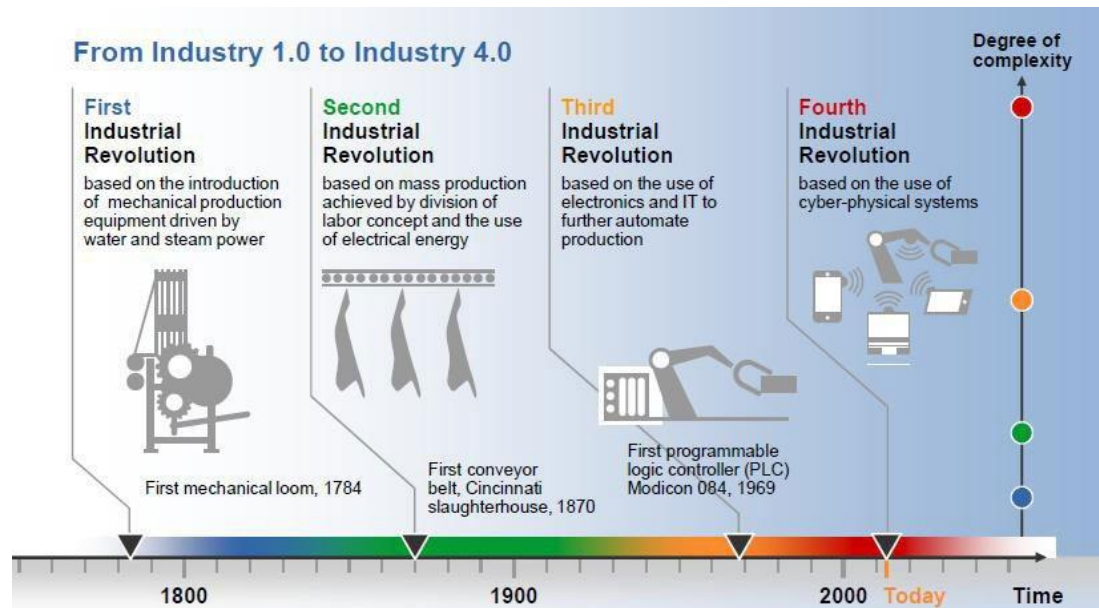 From Industry 1.0 to Industry 4.0
Degree of
complexity
First
Industrial
Revolution
based on the introduction
of mechanical production
equipment driven by
water and steam power
Second
Industrial
Revolution
based on mass production
achieved by division of
labor concept and the use
of electrical energy
Third
Industrial
Revolution
based on the use of
electronics and IT to
further automate
production
Fourth
Industrial
Revolution
based on the use of
cyber-physical systems
First mechanical loom, 1784
First conveyor
belt, Cincinnati
slaughterhouse, 1870
First programmable
logic controller (PLC)
Modicon 084, 1969
1800
1900
2000
Today
Time